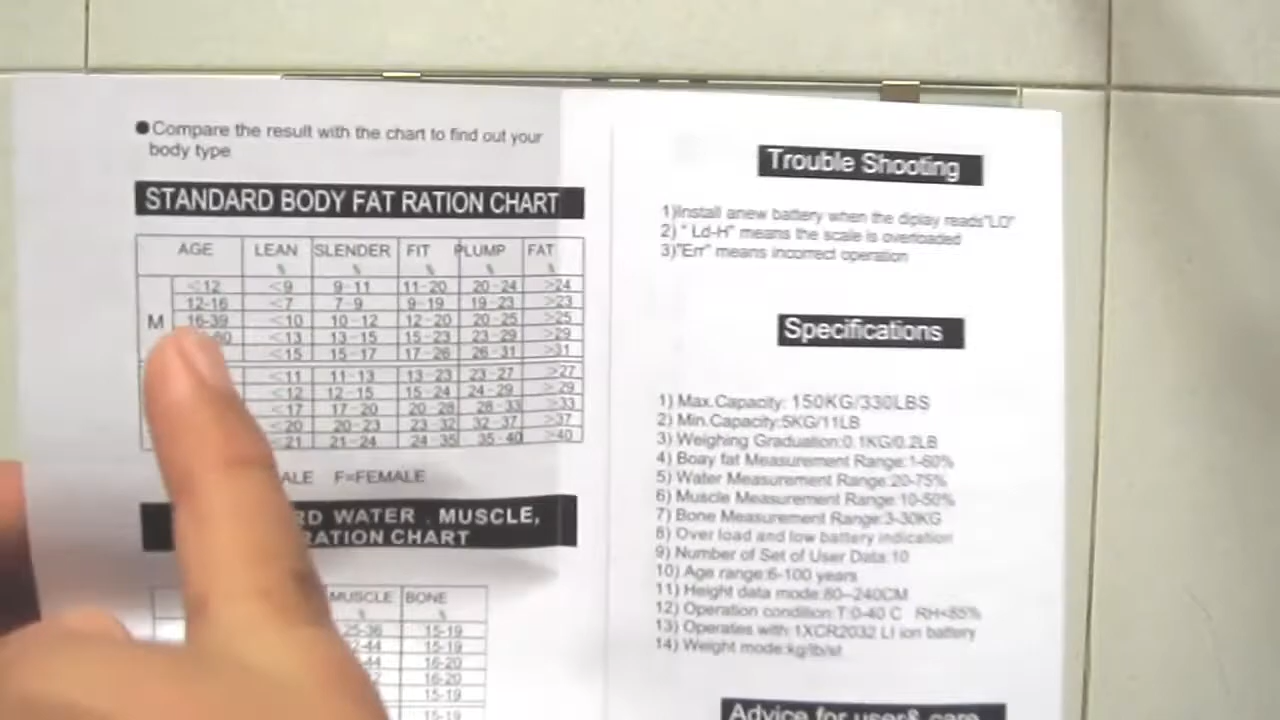 ●Compare the result with the chart to find out your
body type
STANDARD BODY FAT RATION CHART
AGE LEAN SLENDER FIT PLUMP FAT
% % % % %
<12 <9 9-11 11-20 20-24 >24
12-16 <7 7-9 9-19 19-23 >23
M 16-39 <10 10-12 12-20 20-25 >25
60 <13 13-15 15-23 23-29 >29
<15 15-17 17-26 26-31 >31
<11 11-13 13-23 23-27 >27
<12 12-15 15-24 24-29 >29
<17 17-20 20-28 28-33 >33
<20 20-23 23-32 32-37 >37
<21 21-24 24-35 35-40 >40
ALE F=FEMALE
RD WATER . MUSCLE,
RATION CHART
MUSCLE BONE
% %
25-36 15-19
-44 15-19
-44 16-20
16-20
15-19
15-19
Trouble Shooting
1)Install anew battery when the diplay reads"LO"
2) " Ld-H" means the scale is overloaded
3)"Err" means incorrect operation
Specifications
1) Max.Capacity: 150KG/330LBS
2) Min.Capacity:5KG/11LB
3) Weighing Graduation:0.1KG/0.2LB
4) Boay fat Measurement Range:1-60%
5) Water Measurement Range:20-75%
6) Muscle Measurement Range:10-50%
7) Bone Measurement Range:3-30KG
8) Over load and low battery indication
9) Number of Set of User Data:10
10) Age range:6-100 years
11) Height data mode:80--240CM
12) Operation condition:T:0-40 C RH<85%
13) Operates with:1XCR2032 LI ion battery
14) Weight mode:kg/lb/st
Advice for user& care